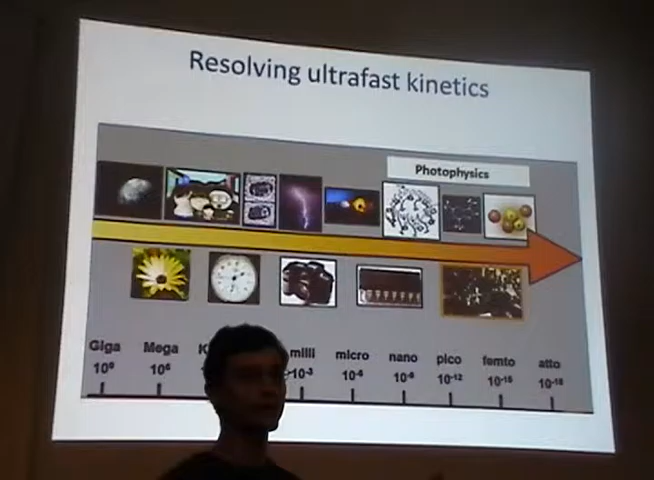 Resolving ultrafast kinetics
Photophysics
Giga Mega K milli micro nano pico femto atto
10⁹ 10⁶ 10⁻³ 10⁻⁶ 10⁻⁹ 10⁻¹² 10⁻¹⁵ 10⁻¹⁸